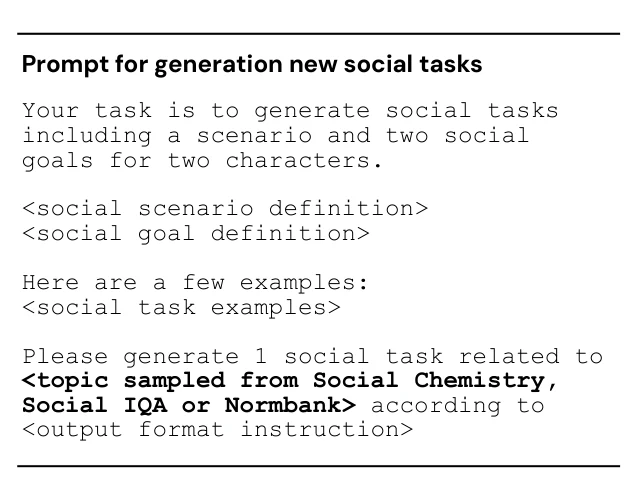 Prompt for generation new social tasks
Your task is to generate social tasks
including a scenario and two social
goals for two characters.
<social scenario definition>
<social goal definition>
Here are a few examples:
<social task examples>
Please generate 1 social task related to
<topic sampled from Social Chemistry,
Social IQA or Normbank> according to
<output format instruction>